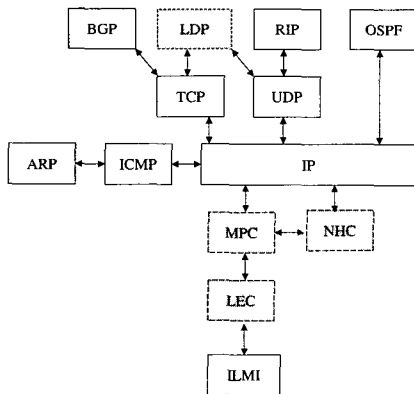 BGP
LDP
RIP
OSPF
TCP
UDP
ARP
ICMP
IP
MPC
NHC
LEC
ILMI